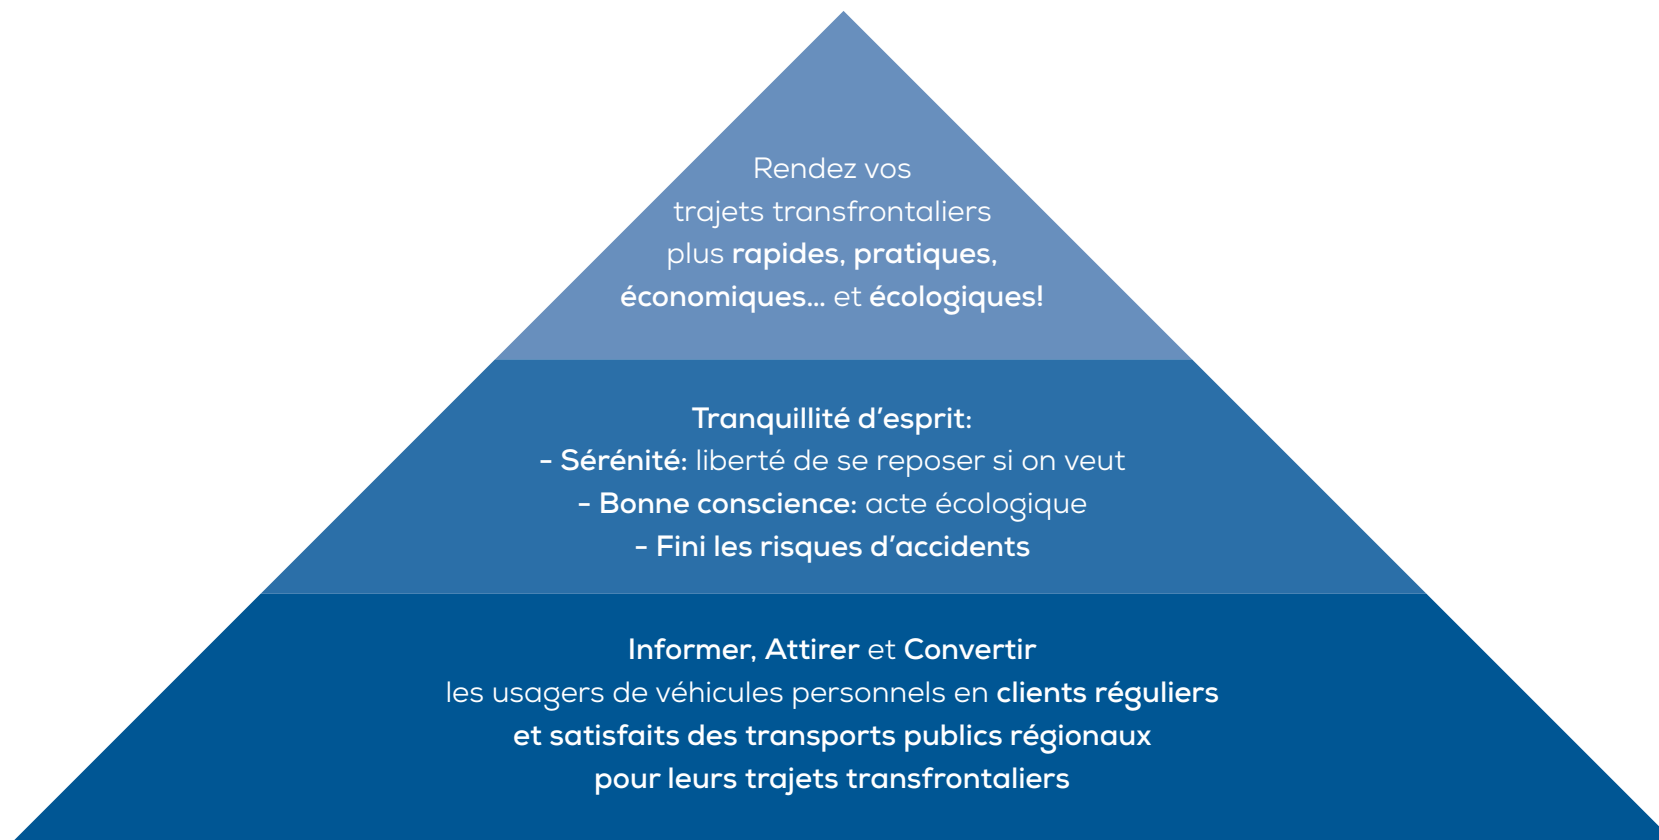 Rendez vos
trajets transfrontaliers
plus rapides, pratiques,
économiques... et écologiques!
Tranquillité d’esprit:
- Sérénité: liberté de se reposer si on veut
- Bonne conscience: acte écologique
- Fini les risques d’accidents
Informer, Attirer et Convertir
les usagers de véhicules personnels en clients réguliers
et satisfaits des transports publics régionaux
pour leurs trajets transfrontaliers